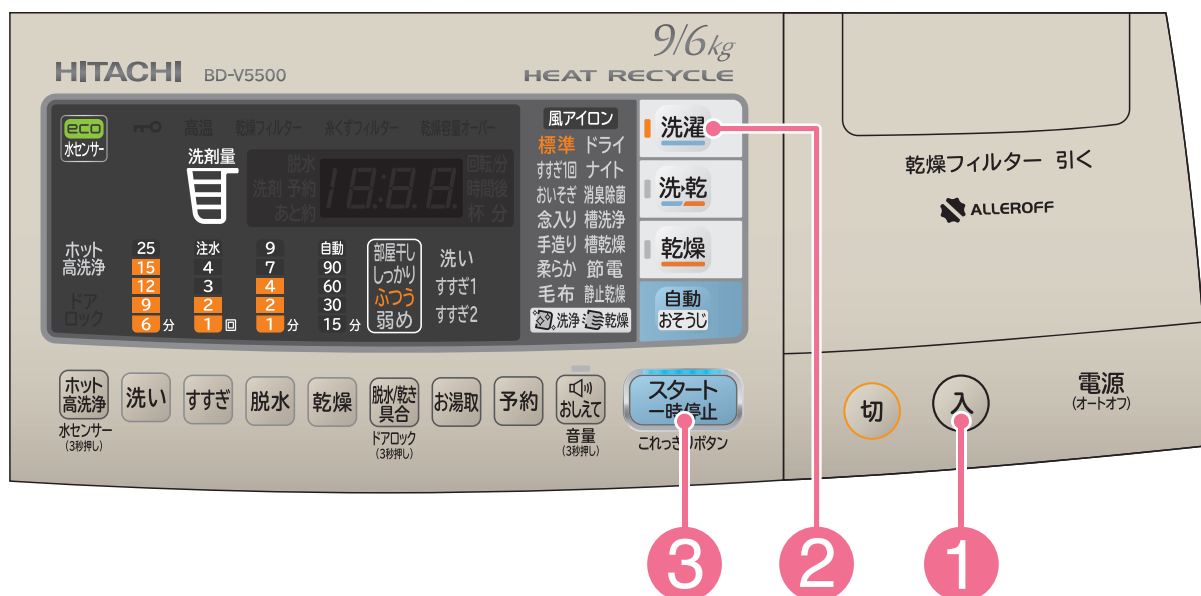 9/6kg
HITACHI BD-V5500
HEAT RECYCLE
eco
水センサー
高温 乾燥フィルター 糸くずフィルター 乾燥容量オーバー
洗剤量
脱水
洗剤 予約
あと約
18:8.8
回転分
時間後
杯 分
ホット
高洗浄
ドア
ロック
25
15
12
9
6 分
注水
4
3
2
1 回
9
7
4
2
1 分
自動
90
60
30
15 分
部屋干し
しっかり
ふつう
弱め
洗い
すすぎ1
すすぎ2
風アイロン
標準 ドライ
すすぎ1回 ナイト
おいそぎ 消臭除菌
念入り 槽洗浄
手造り 槽乾燥
柔らか 節電
毛布 静止乾燥
洗浄 乾燥
洗濯
洗・乾
乾燥
自動
おそうじ
乾燥フィルター 引く
ALLEROFF
ホット
高洗浄
水センサー
(3秒押し)
洗い
すすぎ
脱水
乾燥
脱水/乾き
具合
ドアロック
(3秒押し)
お湯取
予約
おしえて
音量
(3秒押し)
スタート
一時停止
これっきりボタン
切
入
電源
(オートオフ)
3
2
1